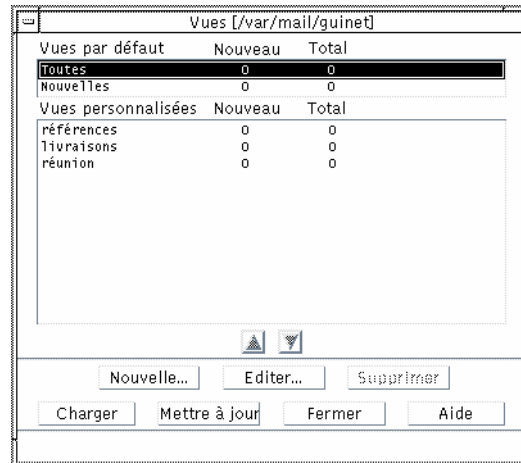 Vues [/var/mail/guinet]
Vues par défaut Nouveau Total
Toutes 0 0
Nouvelles 0 0
Vues personnalisées Nouveau Total
références 0 0
livraisons 0 0
réunion 0 0
Nouvelle... Editer... Supprimer
Charger Mettre à jour Fermer Aide